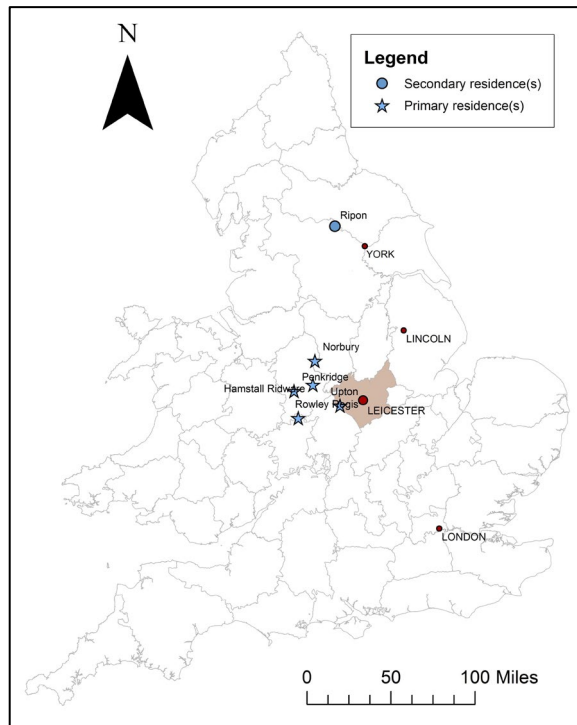 N
Legend
Secondary residence(s)
Primary residence(s)
Ripon
YORK
LINCOLN
Norbury
Penkridge
Hamstall Ridware
Upton
Rowley Regis
LEICESTER
LONDON
0 50 100 Miles